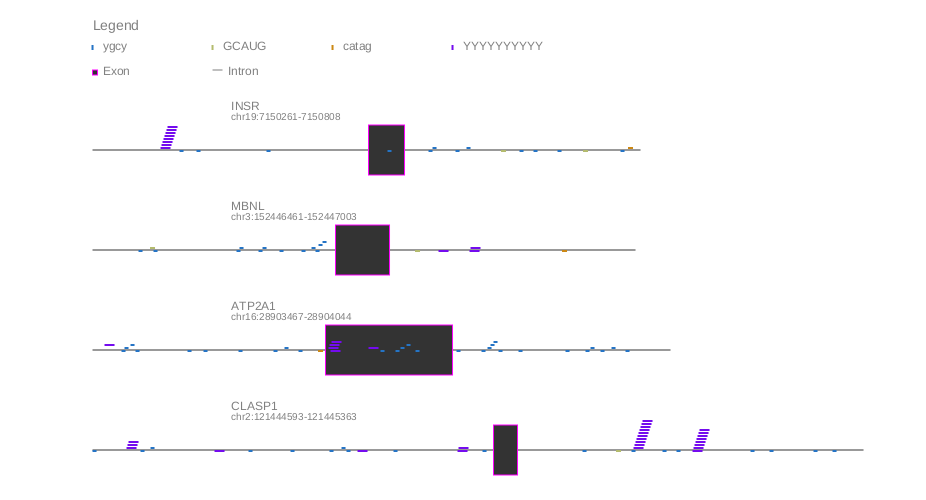 Legend
ygcy GCAUG catag YYYYYYYYYY
Exon Intron
INSR
chr19:7150261-7150808
MBNL
chr3:152446461-152447003
ATP2A1
chr16:28903467-28904044
CLASP1
chr2:121444593-121445363